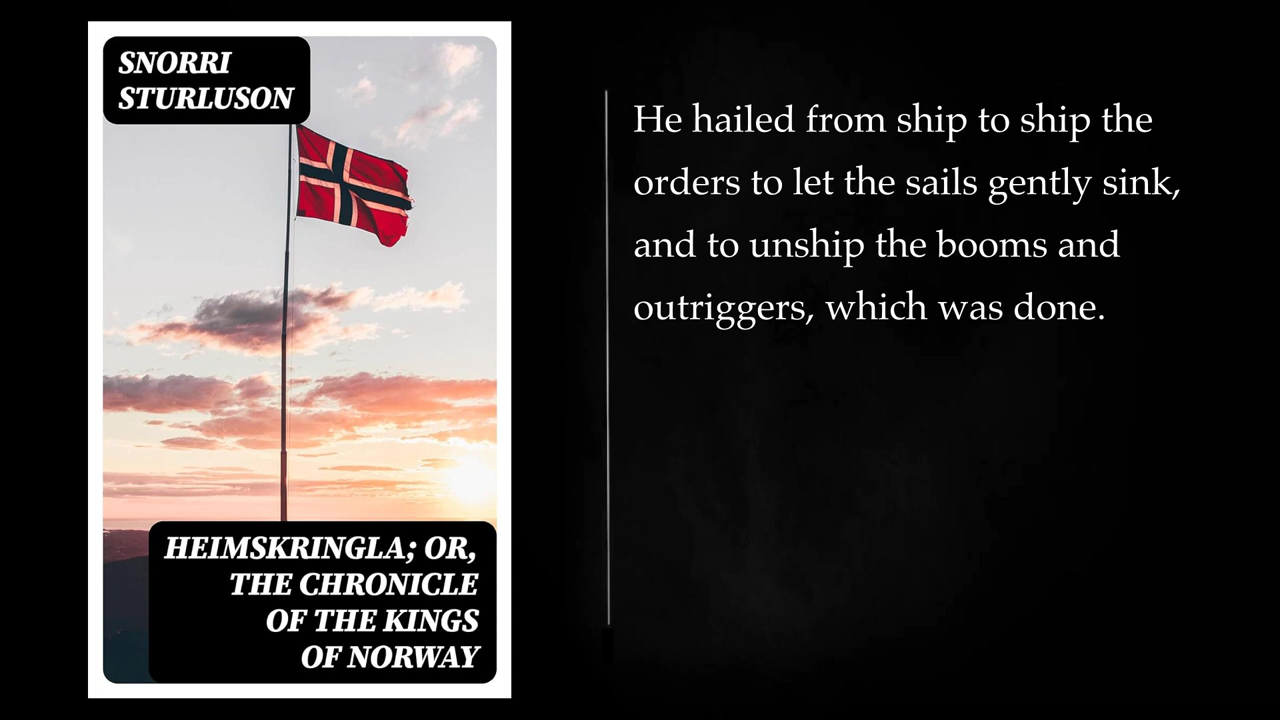 SNORRI
STURLUSON
HEIMSKRINGLA; OR,
THE CHRONICLE
OF THE KINGS
OF NORWAY
He hailed from ship to ship the
orders to let the sails gently sink,
and to unship the booms and
outriggers, which was done.